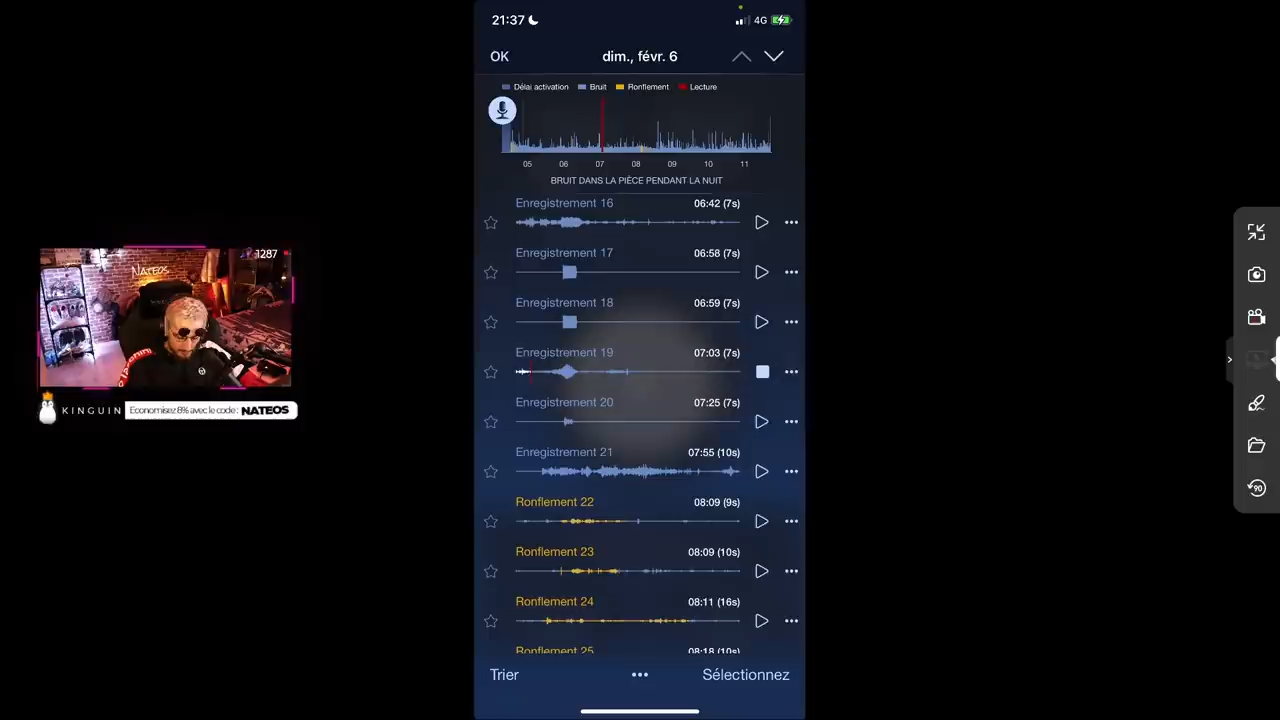 21:37
4G
OK
dim., févr. 6
Délai activation
Bruit
Ronflement
Lecture
05 06 07 08 09 10 11
BRUIT DANS LA PIÈCE PENDANT LA NUIT
Enregistrement 16
06:42 (7s)
Enregistrement 17
06:58 (7s)
Enregistrement 18
06:59 (7s)
Enregistrement 19
07:03 (7s)
Enregistrement 20
07:25 (7s)
Enregistrement 21
07:55 (10s)
Ronflement 22
08:09 (9s)
Ronflement 23
08:09 (10s)
Ronflement 24
08:11 (16s)
Ronflement 25
08:18 (10s)
Trier
Sélectionnez
1287
NATEOS
KINGUIN
Economisez 8% avec le code : NATEOS
90